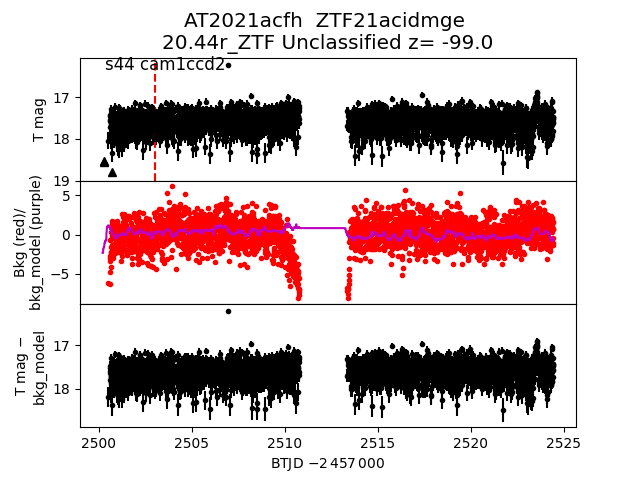 AT2021acfh  ZTF21acidmge
20.44r_ZTF Unclassified z= -99.0
s44 cam1ccd2
T mag
17
18
19
Bkg (red)/
bkg_model (purple)
5
0
−5
T mag −
bkg_model
17
18
2500
2505
2510
2515
2520
2525
BTJD −2 457 000